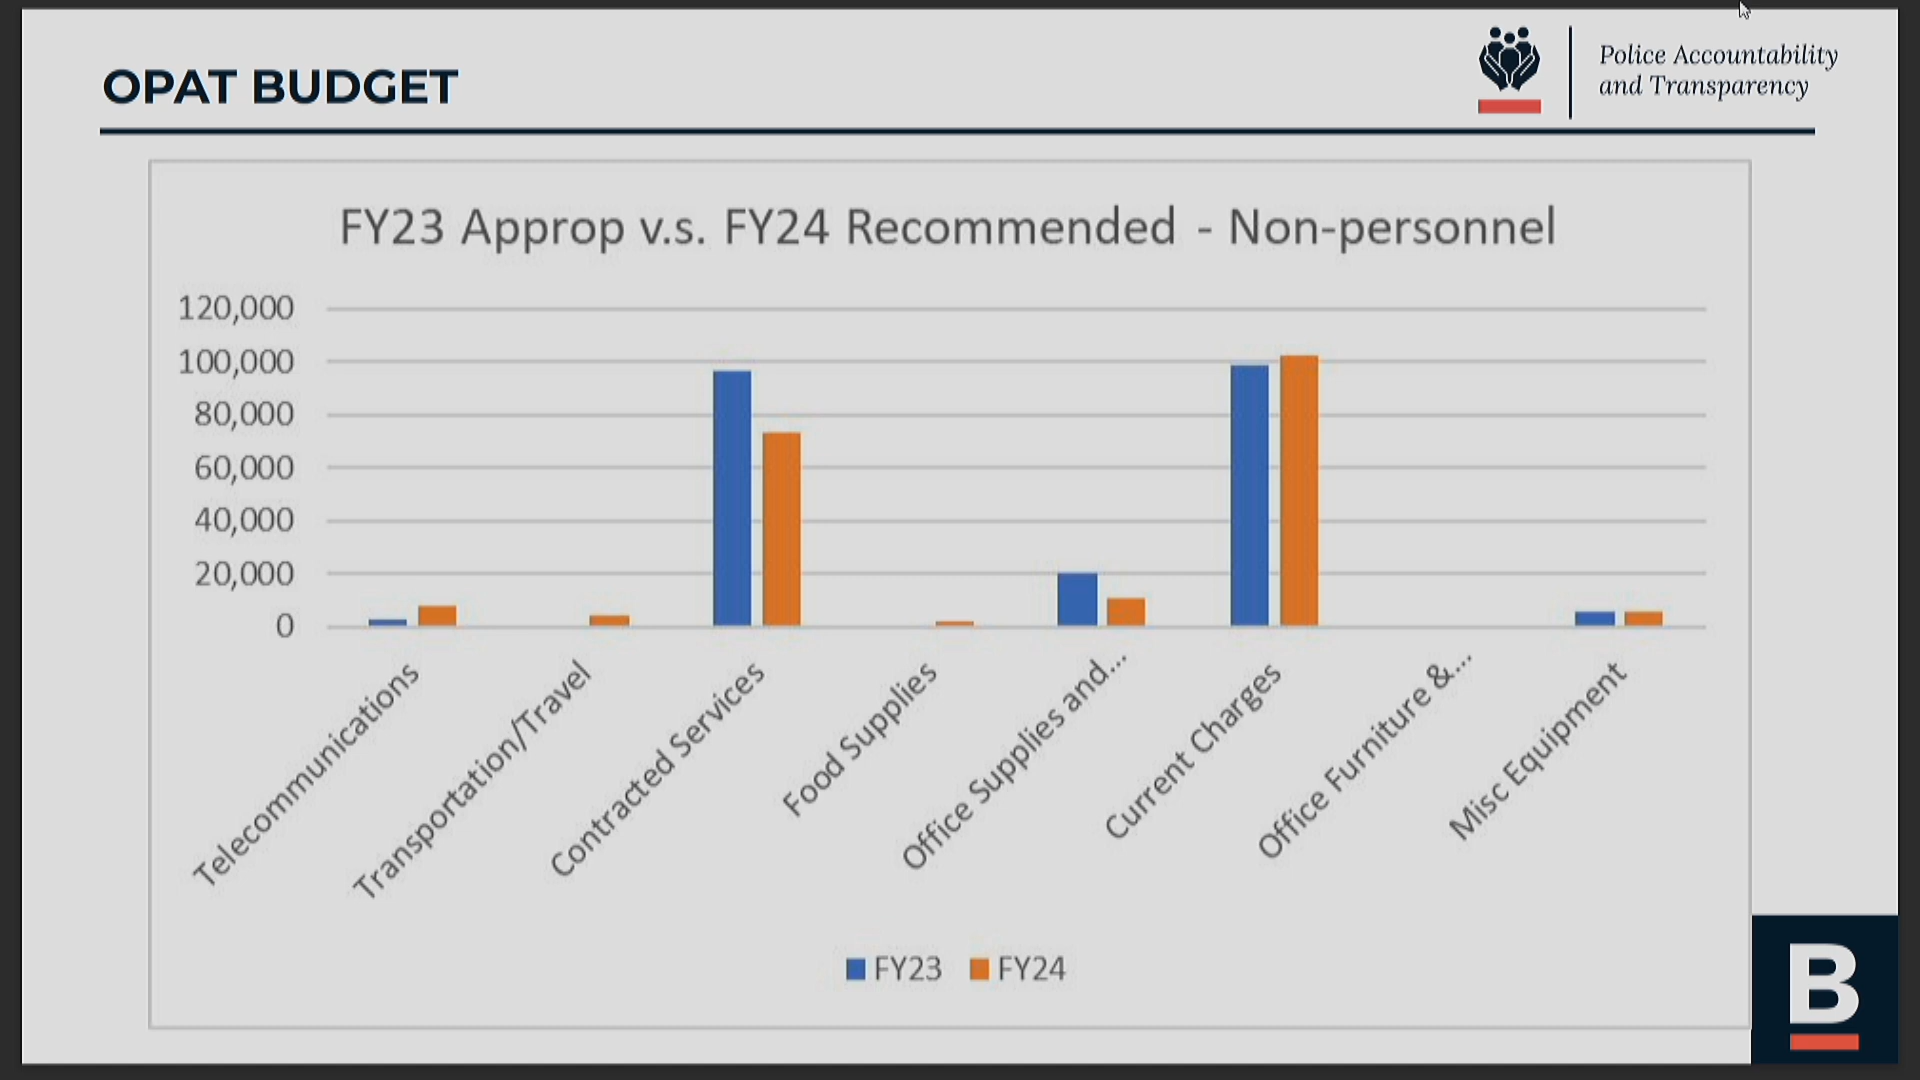 OPAT BUDGET
Police Accountability
and Transparency
FY23 Approp v.s. FY24 Recommended - Non-personnel
120,000
100,000
80,000
60,000
40,000
20,000
0
Telecommunications
Transportation/Travel
Contracted Services
Food Supplies
Office Supplies and...
Current Charges
Office Furniture &...
Misc Equipment
FY23 FY24
B